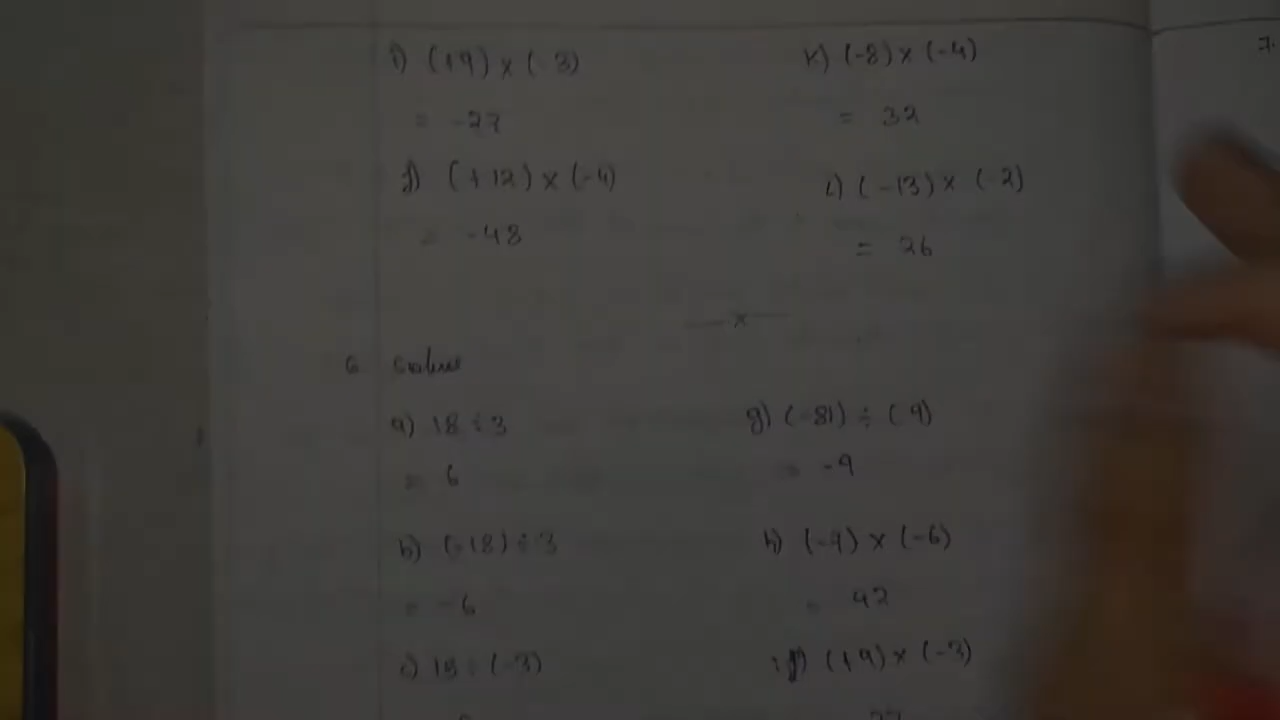 i) (+9) × (-3)
= -27
j) (+12) × (-4)
= -48
k) (-8) × (-4)
= 32
l) (-13) × (-2)
= 26
x
6. Solve
a) 18 ÷ 3
= 6
b) (-18) ÷ 3
= -6
c) 18 ÷ (-3)
g) (-81) ÷ (9)
= -9
h) (-9) × (-6)
= 42
(+9) × (-3)
7.